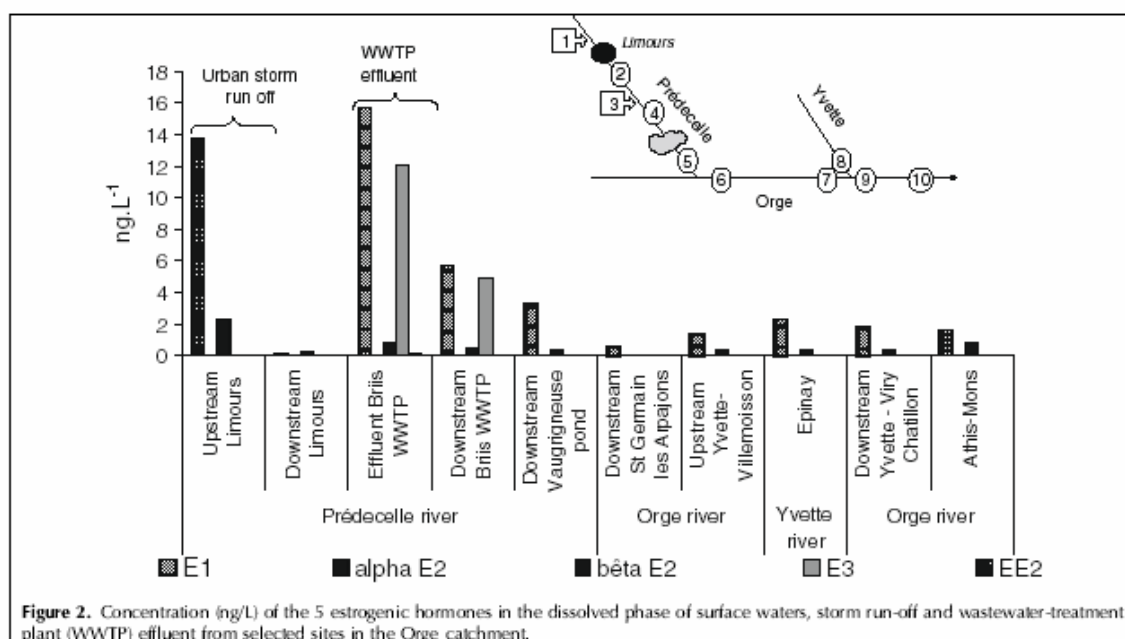 18
16
14
12
10
8
6
4
2
0
ng.L⁻¹
Urban storm
run off
WWTP
effluent
1
Limours
2
3
4
Prédecelle
5
6
Yvette
7
8
9
10
Orge
Upstream
Limours
Downstream
Limours
Effluent Briis
WWTP
Downstream
Briis WWTP
Downstream
Vaugrigneuse
pond
Downstream
St Germain
les Arpajons
Upstream
Yvette-
Villemoisson
Epinay
Downstream
Yvette - Viry
Chatillon
Athis-Mons
Prédecelle river
Orge river
Yvette
river
Orge river
E1
alpha E2
bêta E2
E3
EE2
Figure 2. Concentration (ng/L) of the 5 estrogenic hormones in the dissolved phase of surface waters, storm run-off and wastewater-treatment
plant (WWTP) effluent from selected sites in the Orge catchment.